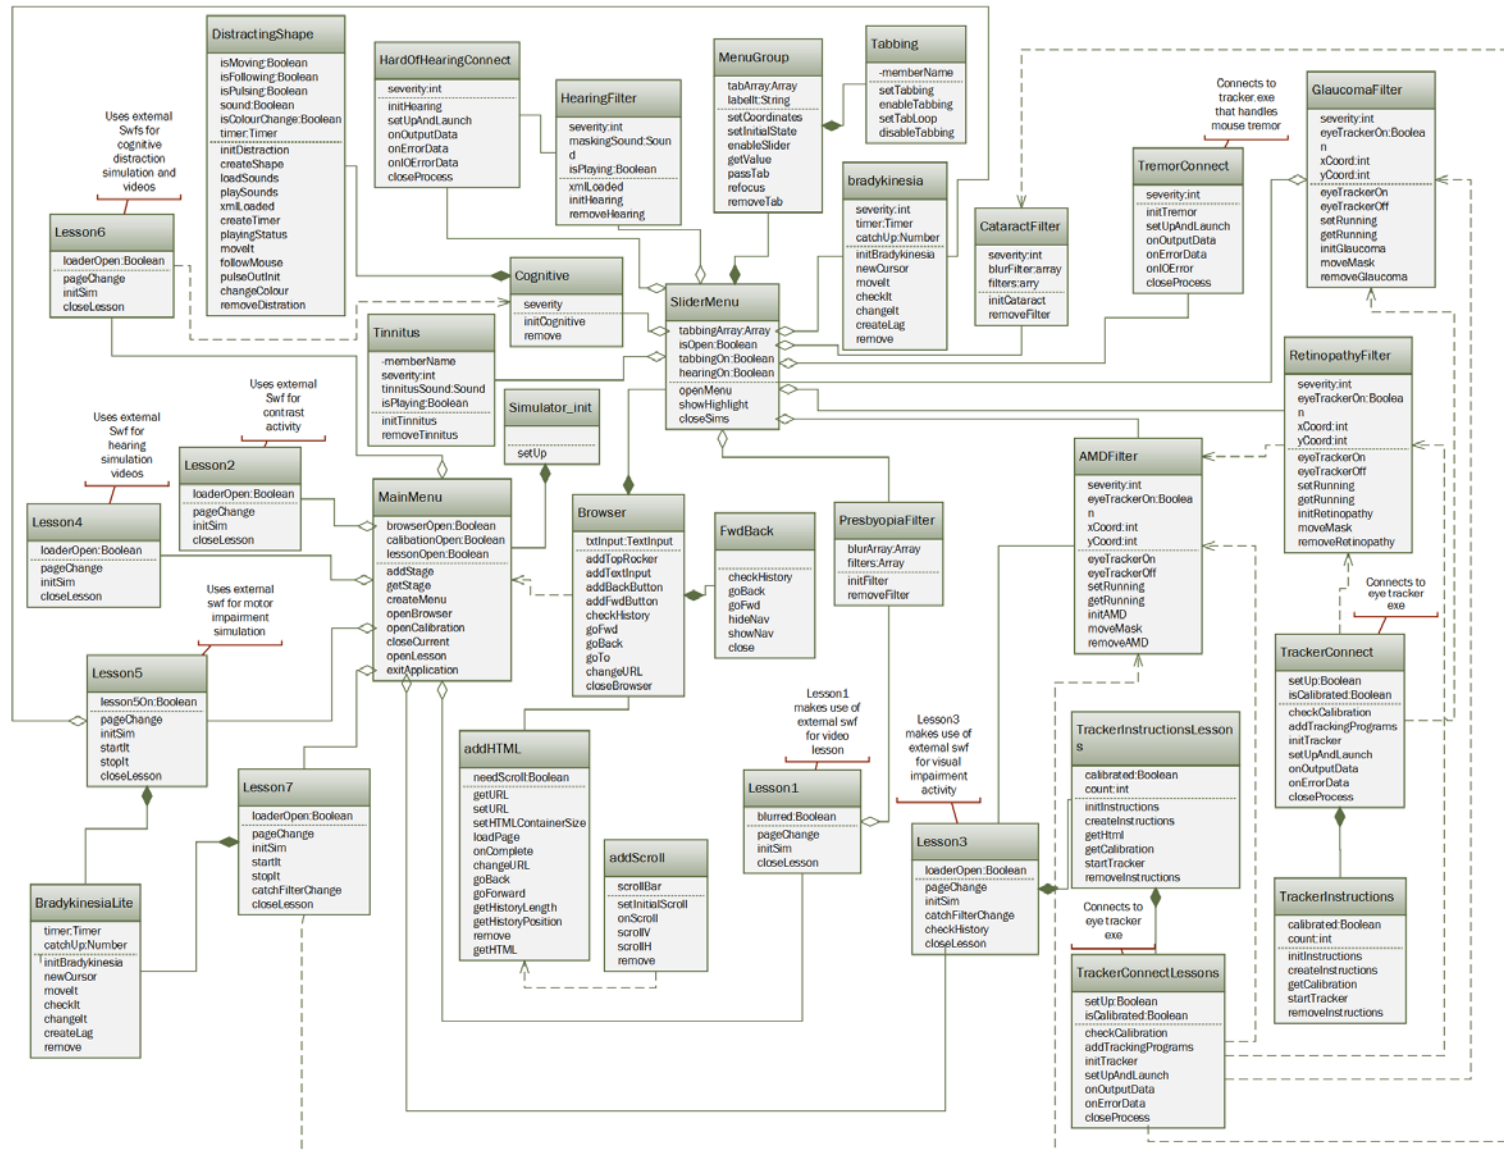 DistractingShape
isMoving:Boolean
isFollowing:Boolean
isPulsing:Boolean
sound:Boolean
isColourChange:Boolean
timer:Timer
initDistraction
createShape
loadSounds
playSounds
xmlLoaded
createTimer
playingStatus
moveIt
followMouse
pulseOutInit
changeColour
removeDistration
HardOfHearingConnect
severity:int
initHearing
setUpAndLaunch
onOutputData
onErrorData
onIOErrorData
closeProcess
HearingFilter
severity:int
maskingSound:Soun
d
isPlaying:Boolean
xmlLoaded
initHearing
removeHearing
MenuGroup
tabArray:Array
labelIt:String
setCoordinates
setInitialState
enableSlider
getValue
passTab
refocus
removeTab
Tabbing
-memberName
setTabbing
enableTabbing
setTabLoop
disableTabbing
bradykinesia
severity:int
timer:Timer
catchUp:Number
initBradykinesia
newCursor
moveIt
checkIt
changeIt
createLag
remove
CataractFilter
severity:int
blurFilter:array
filters:arry
initCataract
removeFilter
Connects to
tracker.exe
that handles
mouse tremor
TremorConnect
severity:int
initTremor
setUpAndLaunch
onOutputData
onErrorData
onIOError
closeProcess
GlaucomaFilter
severity:int
eyeTrackerOn:Boolea
n
xCoord:int
yCoord:int
eyeTrackerOn
eyeTrackerOff
setRunning
getRunning
initGlaucoma
moveMask
removeGlaucoma
Uses external
Swfs for
cognitive
distraction
simulation and
videos
Lesson6
loaderOpen:Boolean
pageChange
initSim
closeLesson
Cognitive
severity
initCognitive
remove
Tinnitus
-memberName
severity:int
tinnitusSound:Sound
isPlaying:Boolean
initTinnitus
removeTinnitus
SliderMenu
tabbingArray:Array
isOpen:Boolean
tabbingOn:Boolean
hearingOn:Boolean
openMenu
showHighlight
closeSims
Simulator_init
setUp
RetinopathyFilter
severity:int
eyeTrackerOn:Boolea
n
xCoord:int
yCoord:int
eyeTrackerOn
eyeTrackerOff
setRunning
getRunning
initRetinopathy
moveMask
removeRetinopathy
AMDFilter
severity:int
eyeTrackerOn:Boolea
n
xCoord:int
yCoord:int
eyeTrackerOn
eyeTrackerOff
setRunning
getRunning
initAMD
moveMask
removeAMD
Uses external
Swf for
contrast
activity
Lesson2
loaderOpen:Boolean
pageChange
initSim
closeLesson
Uses external
Swf for
hearing
simulation
videos
Lesson4
loaderOpen:Boolean
pageChange
initSim
closeLesson
MainMenu
browserOpen:Boolean
calibationOpen:Boolean
lessonOpen:Boolean
addStage
getStage
createMenu
openBrowser
openCalibration
closeCurrent
openLesson
exitApplication
Browser
txtInput:TextInput
addTopRocker
addTextInput
addBackButton
addFwdButton
checkHistory
goFwd
goBack
goTo
changeURL
closeBrowser
FwdBack
checkHistory
goBack
goFwd
hideNav
showNav
close
PresbyopiaFilter
blurArray:Array
filters:Array
initFilter
removeFilter
Uses external
swf for motor
impairment
simulation
Lesson5
lesson5On:Boolean
pageChange
initSim
startIt
stopIt
closeLesson
Lesson7
loaderOpen:Boolean
pageChange
initSim
startIt
stopIt
catchFilterChange
closeLesson
BradykinesiaLite
timer:Timer
catchUp:Number
initBradykinesia
newCursor
moveIt
checkIt
changeIt
createLag
remove
addHTML
needScroll:Boolean
getURL
setURL
setHTMLContainerSize
loadPage
onComplete
changeURL
goBack
goForward
getHistoryLength
getHistoryPosition
remove
getHTML
addScroll
scrollBar
setInitialScroll
onScroll
scrollV
scrollH
remove
Lesson1
makes use of
external swf
for video
lesson
Lesson1
blurred:Boolean
pageChange
initSim
closeLesson
Lesson3
makes use of
external swf
for visual
impairment
activity
Lesson3
loaderOpen:Boolean
pageChange
initSim
catchFilterChange
checkHistory
closeLesson
TrackerInstructionsLesson
s
calibrated:Boolean
count:int
initInstructions
createInstructions
getHtml
getCalibration
startTracker
removeInstructions
Connects to
eye tracker
exe
TrackerConnectLessons
setUp:Boolean
isCalibrated:Boolean
checkCalibration
addTrackingPrograms
initTracker
setUpAndLaunch
onOutputData
onErrorData
closeProcess
Connects to
eye tracker
exe
TrackerConnect
setUp:Boolean
isCalibrated:Boolean
checkCalibration
addTrackingPrograms
initTracker
setUpAndLaunch
onOutputData
onErrorData
closeProcess
TrackerInstructions
calibrated:Boolean
count:int
initInstructions
createInstructions
getCalibration
startTracker
removeInstructions